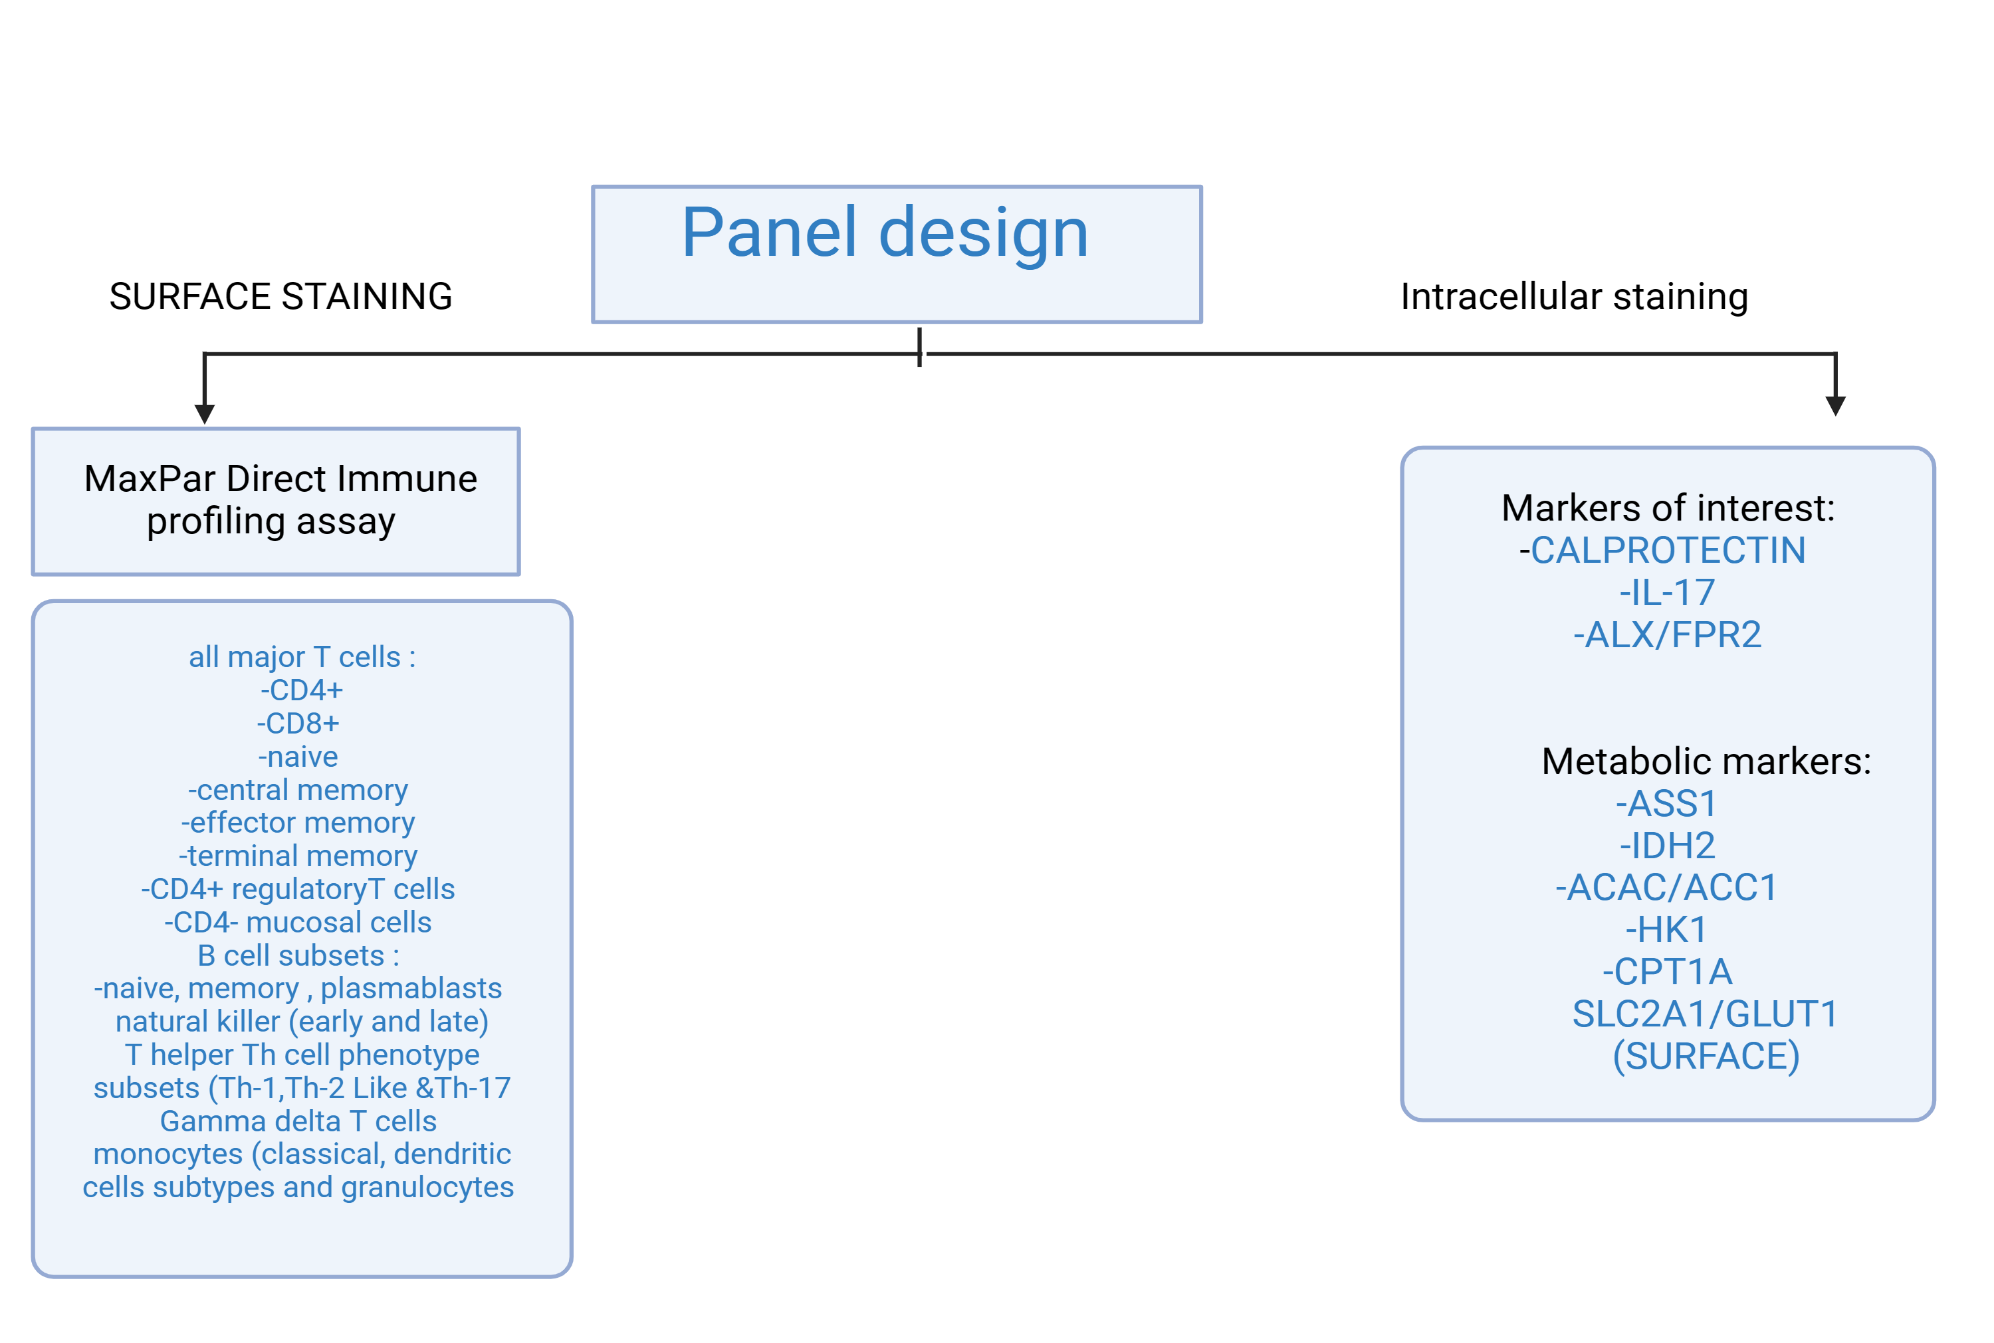 Panel design
SURFACE STAINING
Intracellular staining
MaxPar Direct Immune
profiling assay
all major T cells :
-CD4+
-CD8+
-naive
-central memory
-effector memory
-terminal memory
-CD4+ regulatoryT cells
-CD4- mucosal cells
B cell subsets :
-naive, memory , plasmablasts
natural killer (early and late)
T helper Th cell phenotype
subsets (Th-1,Th-2 Like &Th-17
Gamma delta T cells
monocytes (classical, dendritic
cells subtypes and granulocytes
Markers of interest:
-CALPROTECTIN
-IL-17
-ALX/FPR2
Metabolic markers:
-ASS1
-IDH2
-ACAC/ACC1
-HK1
-CPT1A
SLC2A1/GLUT1
(SURFACE)